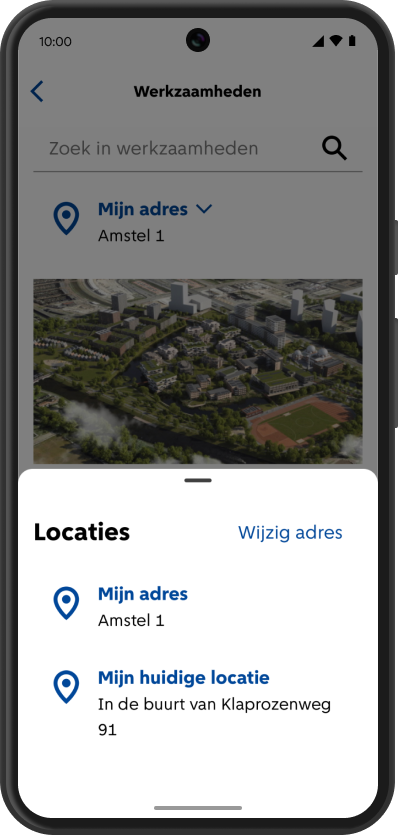 10:00
Werkzaamheden
Zoek in werkzaamheden
Mijn adres
Amstel 1
Locaties
Wijzig adres
Mijn adres
Amstel 1
Mijn huidige locatie
In de buurt van Klaprozenweg
91